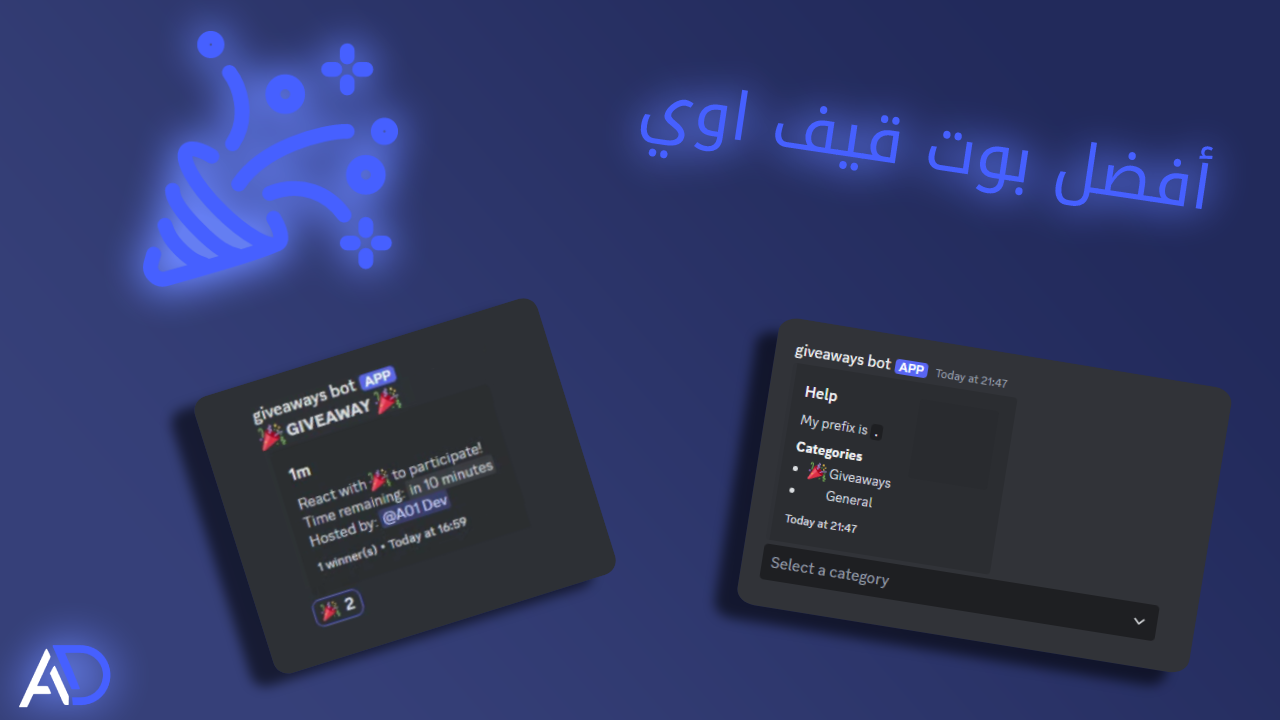 أفضل بوت قيف اوي
giveaways bot APP
🎉 GIVEAWAY 🎉
1m
React with 🎉 to participate!
Time remaining: in 10 minutes
Hosted by: @A01 Dev
1 winner(s) • Today at 16:59
🎉 2
giveaways bot APP Today at 21:47
Help
My prefix is .
Categories
• 🎉 Giveaways
• General
Today at 21:47
Select a category
AD